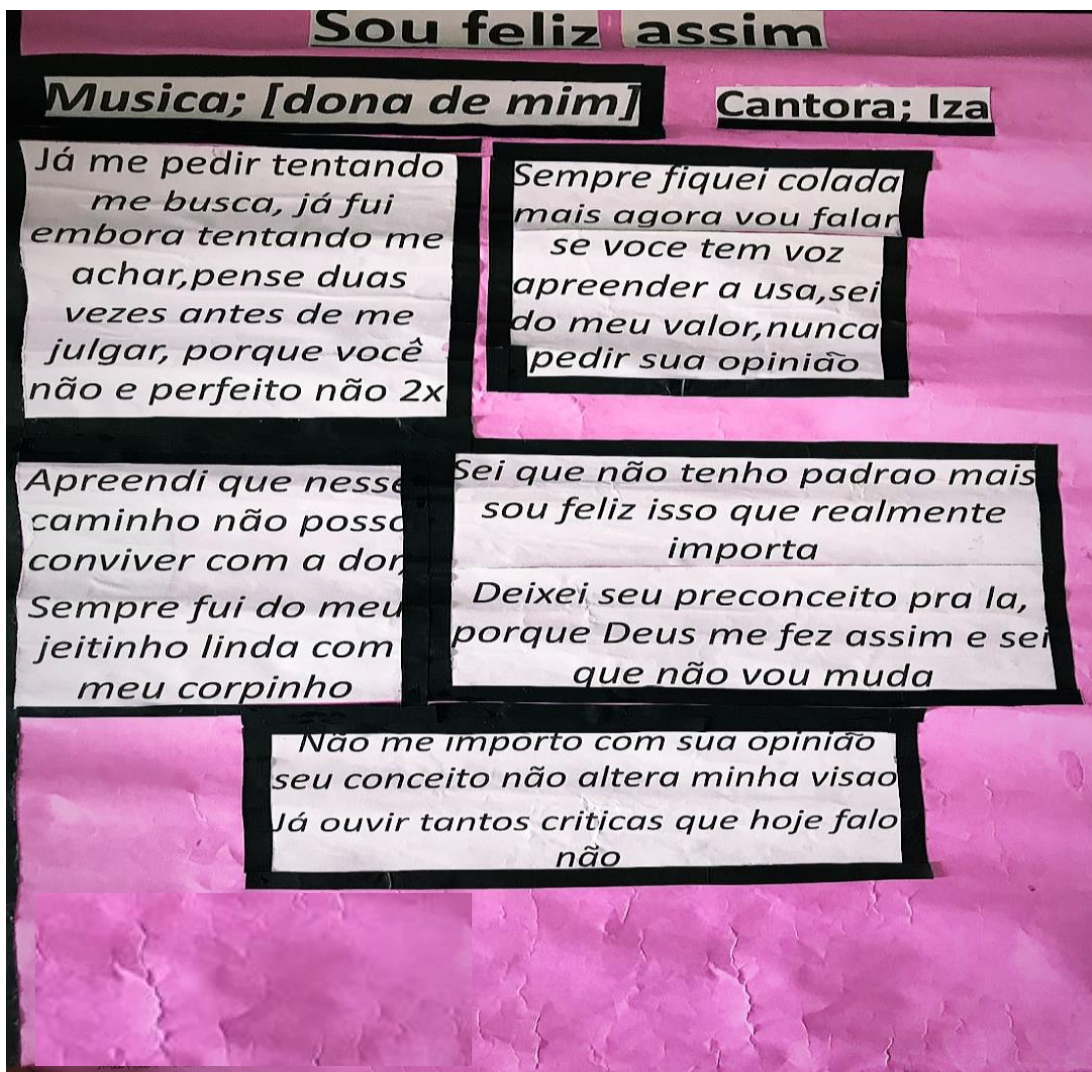 Sou feliz assim
Musica; [dona de mim]
Cantora; Iza
Já me pedir tentando
me busca, já fui
embora tentando me
achar,pense duas
vezes antes de me
julgar, porque você
não e perfeito não 2x
Sempre fiquei colada
mais agora vou falar
se voce tem voz
apreender a usa,sei
do meu valor,nunca
pedir sua opinião
Apreendi que nesse
caminho não posso
conviver com a dor,
Sempre fui do meu
jeitinho linda com
meu corpinho
Sei que não tenho padrao mais
sou feliz isso que realmente
importa
Deixei seu preconceito pra la,
porque Deus me fez assim e sei
que não vou muda
Não me importo com sua opinião
seu conceito não altera minha visao
Já ouvir tantos criticas que hoje falo
não